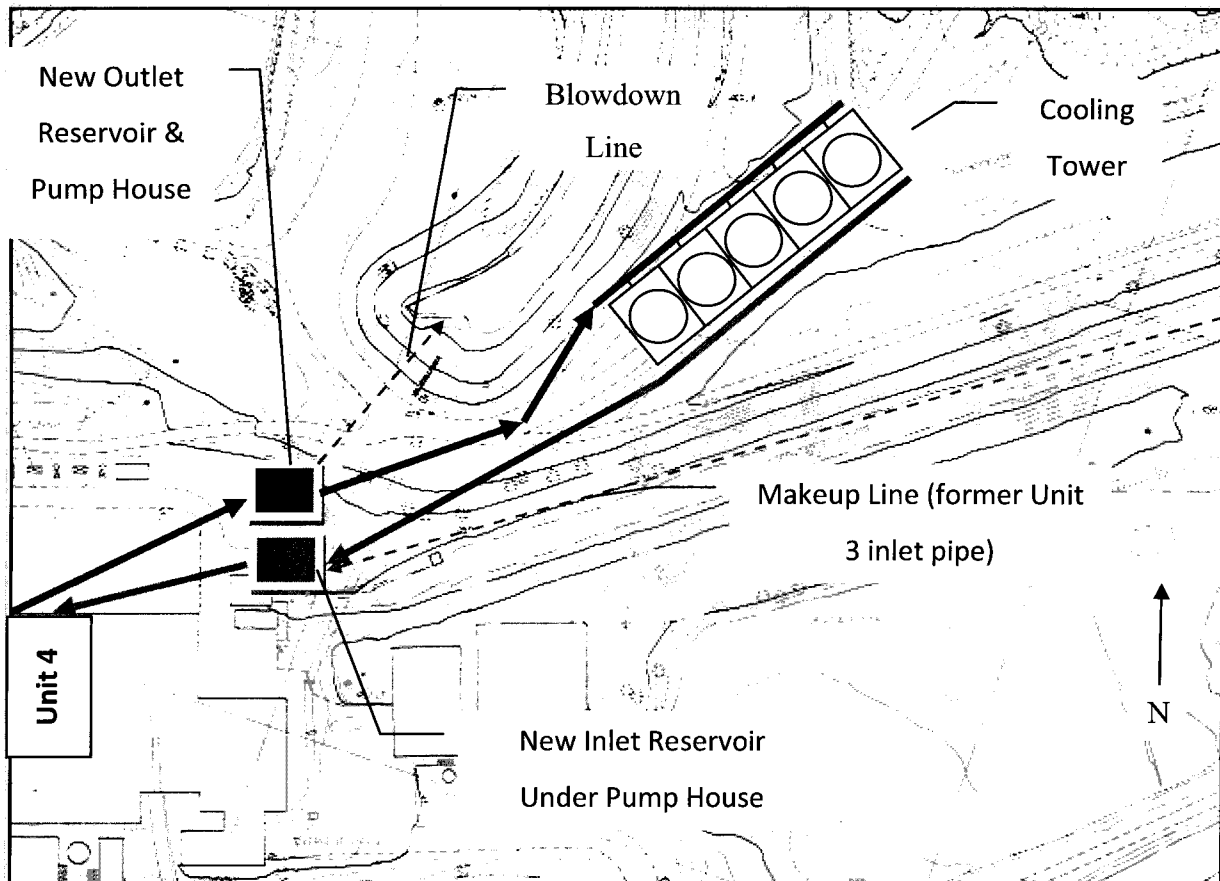 New Outlet
Reservoir &
Pump House
Blowdown
Line
Cooling
Tower
Makeup Line (former Unit
3 inlet pipe)
Unit 4
N
New Inlet Reservoir
Under Pump House